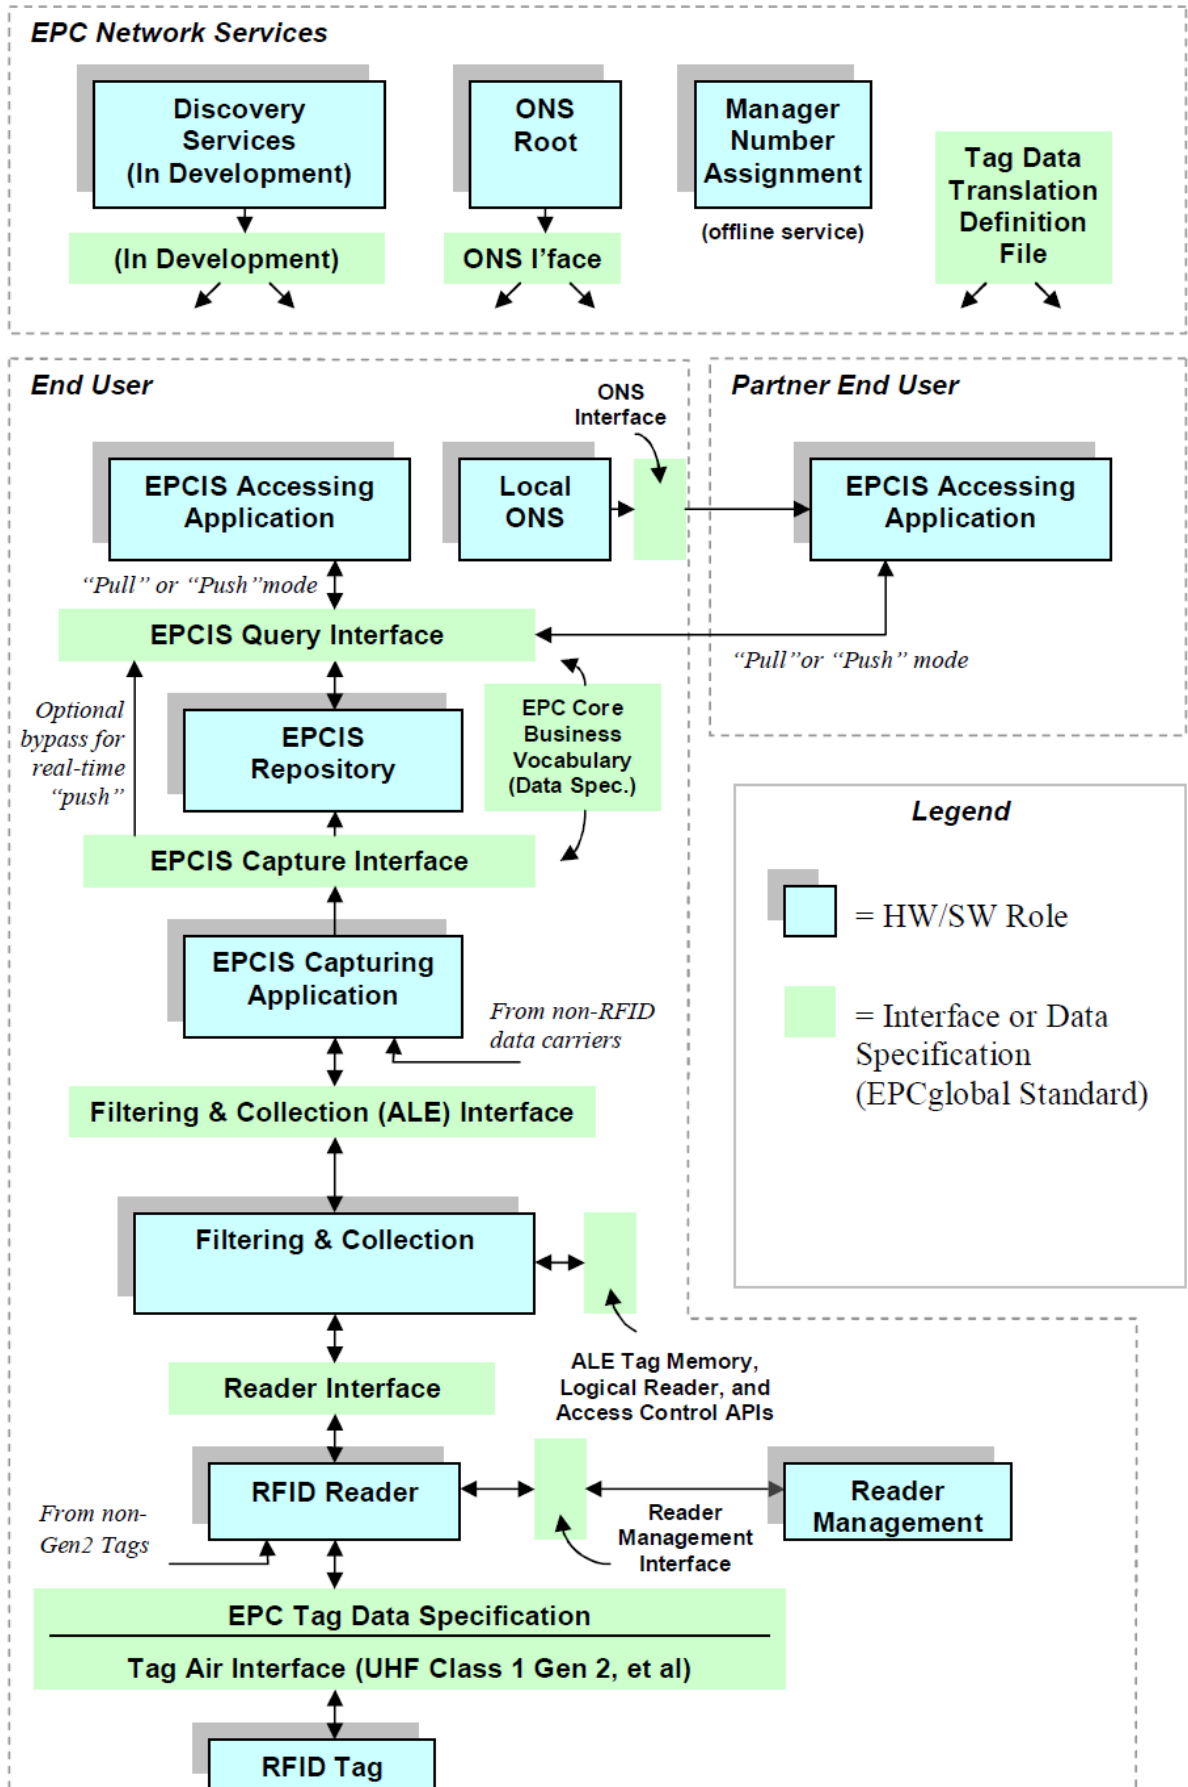 EPC Network Services
Discovery
Services
(In Development)
ONS
Root
Manager
Number
Assignment
(offline service)
Tag Data
Translation
Definition
File
(In Development)
ONS I'face
End User
Partner End User
ONS
Interface
EPCIS Accessing
Application
Local
ONS
EPCIS Accessing
Application
“Pull” or “Push”mode
EPCIS Query Interface
“Pull”or “Push” mode
Optional
bypass for
real-time
“push”
EPCIS
Repository
EPC Core
Business
Vocabulary
(Data Spec.)
EPCIS Capture Interface
Legend
= HW/SW Role
= Interface or Data
Specification
(EPCglobal Standard)
EPCIS Capturing
Application
From non-RFID
data carriers
Filtering & Collection (ALE) Interface
Filtering & Collection
ALE Tag Memory,
Logical Reader, and
Access Control APIs
Reader Interface
RFID Reader
From non-
Gen2 Tags
Reader
Management
Interface
Reader
Management
EPC Tag Data Specification
Tag Air Interface (UHF Class 1 Gen 2, et al)
RFID Tag